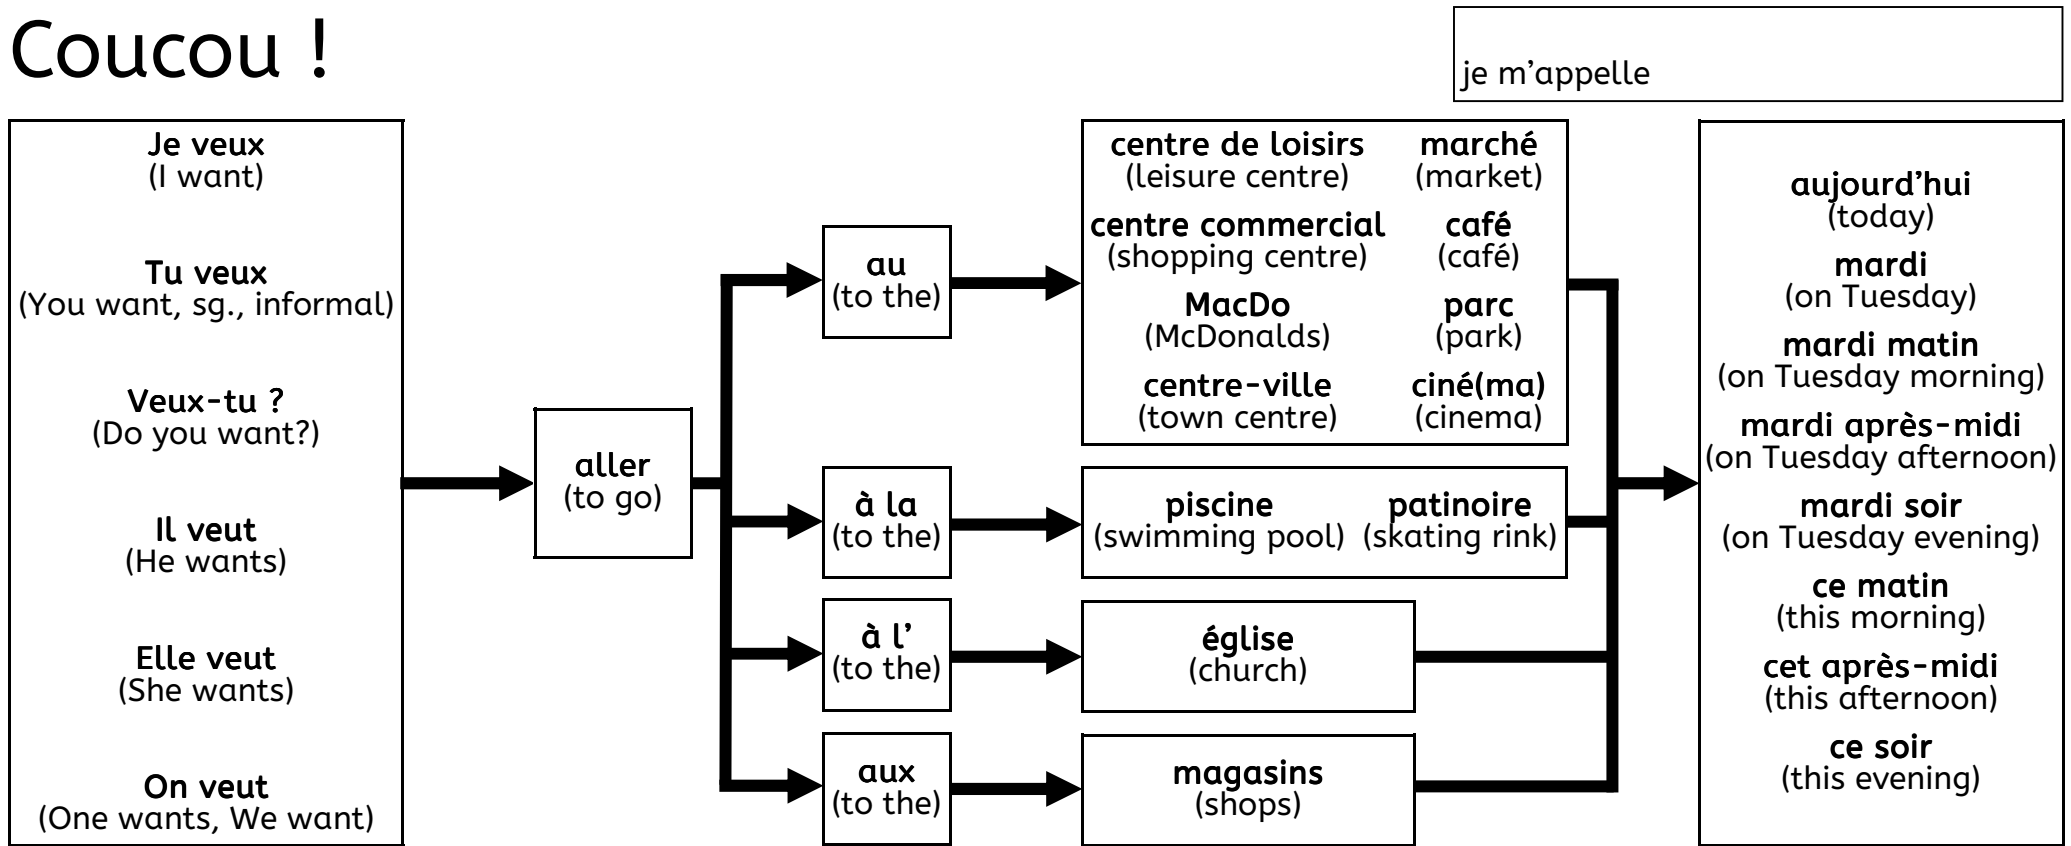 Coucou !
je m'appelle
Je veux
(I want)
Tu veux
(You want, sg., informal)
Veux-tu ?
(Do you want?)
Il veut
(He wants)
Elle veut
(She wants)
On veut
(One wants, We want)
aller
(to go)
au
(to the)
à la
(to the)
à l'
(to the)
aux
(to the)
centre de loisirs marché
(leisure centre) (market)
centre commercial café
(shopping centre) (café)
MacDo parc
(McDonalds) (park)
centre-ville ciné(ma)
(town centre) (cinema)
piscine patinoire
(swimming pool) (skating rink)
église
(church)
magasins
(shops)
aujourd'hui
(today)
mardi
(on Tuesday)
mardi matin
(on Tuesday morning)
mardi après-midi
(on Tuesday afternoon)
mardi soir
(on Tuesday evening)
ce matin
(this morning)
cet après-midi
(this afternoon)
ce soir
(this evening)